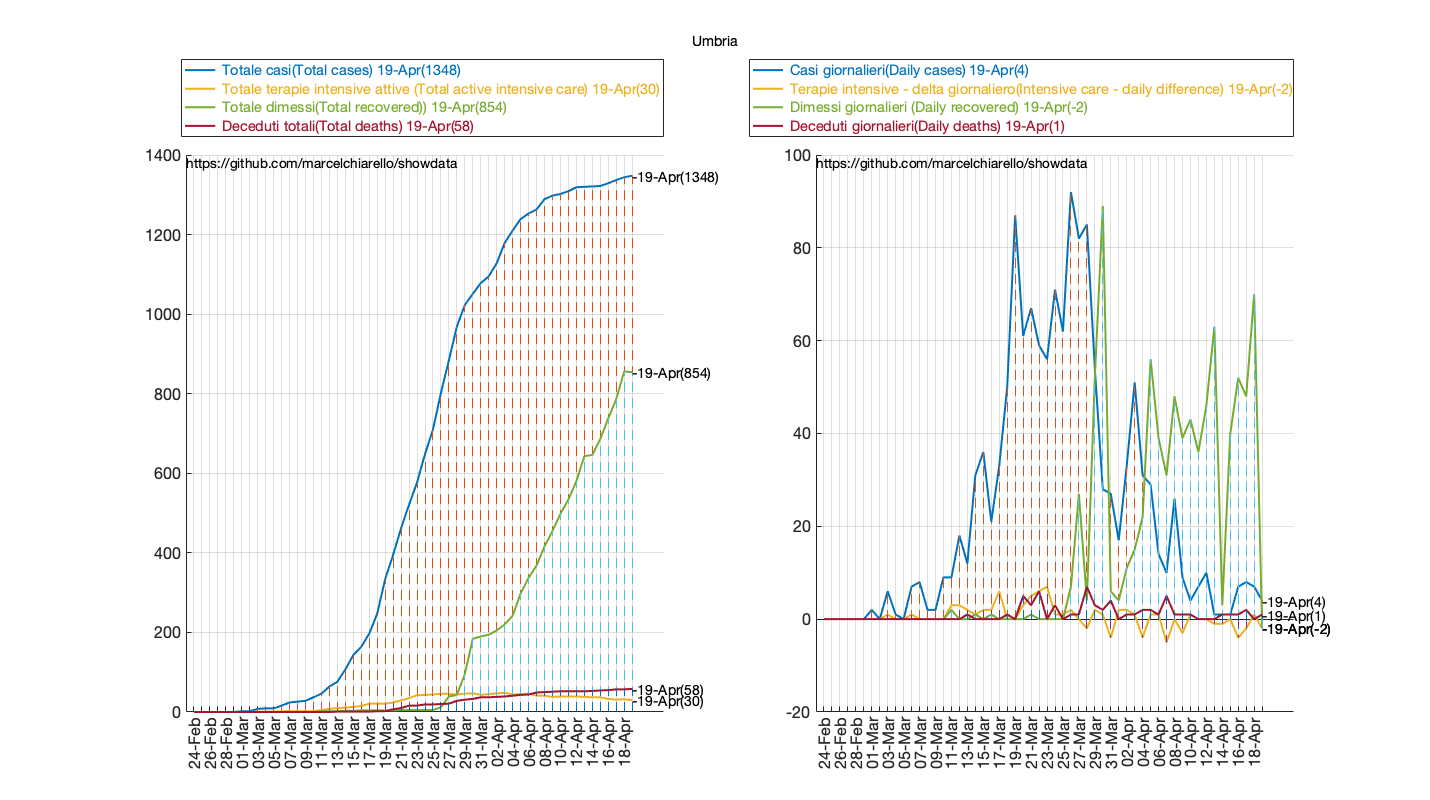 Umbria
Totale casi(Total cases) 19-Apr(1348)
Totale terapie intensive attive (Total active intensive care) 19-Apr(30)
Totale dimessi(Total recovered)) 19-Apr(854)
Deceduti totali(Total deaths) 19-Apr(58)
1400
https://github.com/marcelchiarello/showdata
-19-Apr(1348)
1200
1000
800
-19-Apr(854)
600
400
200
-19-Apr(58)
-19-Apr(30)
0
24-Feb
26-Feb
28-Feb
01-Mar
03-Mar
05-Mar
07-Mar
09-Mar
11-Mar
13-Mar
15-Mar
17-Mar
19-Mar
21-Mar
23-Mar
25-Mar
27-Mar
29-Mar
31-Mar
02-Apr
04-Apr
06-Apr
08-Apr
10-Apr
12-Apr
14-Apr
16-Apr
18-Apr
Casi giornalieri(Daily cases) 19-Apr(4)
Terapie intensive - delta giornaliero(Intensive care - daily difference) 19-Apr(-2)
Dimessi giornalieri (Daily recovered) 19-Apr(-2)
Deceduti giornalieri(Daily deaths) 19-Apr(1)
100
https://github.com/marcelchiarello/showdata
80
60
40
20
-19-Apr(4)
0
-19-Apr(1)
-19-Apr(-2)
-20
24-Feb
26-Feb
28-Feb
01-Mar
03-Mar
05-Mar
07-Mar
09-Mar
11-Mar
13-Mar
15-Mar
17-Mar
19-Mar
21-Mar
23-Mar
25-Mar
27-Mar
29-Mar
31-Mar
02-Apr
04-Apr
06-Apr
08-Apr
10-Apr
12-Apr
14-Apr
16-Apr
18-Apr